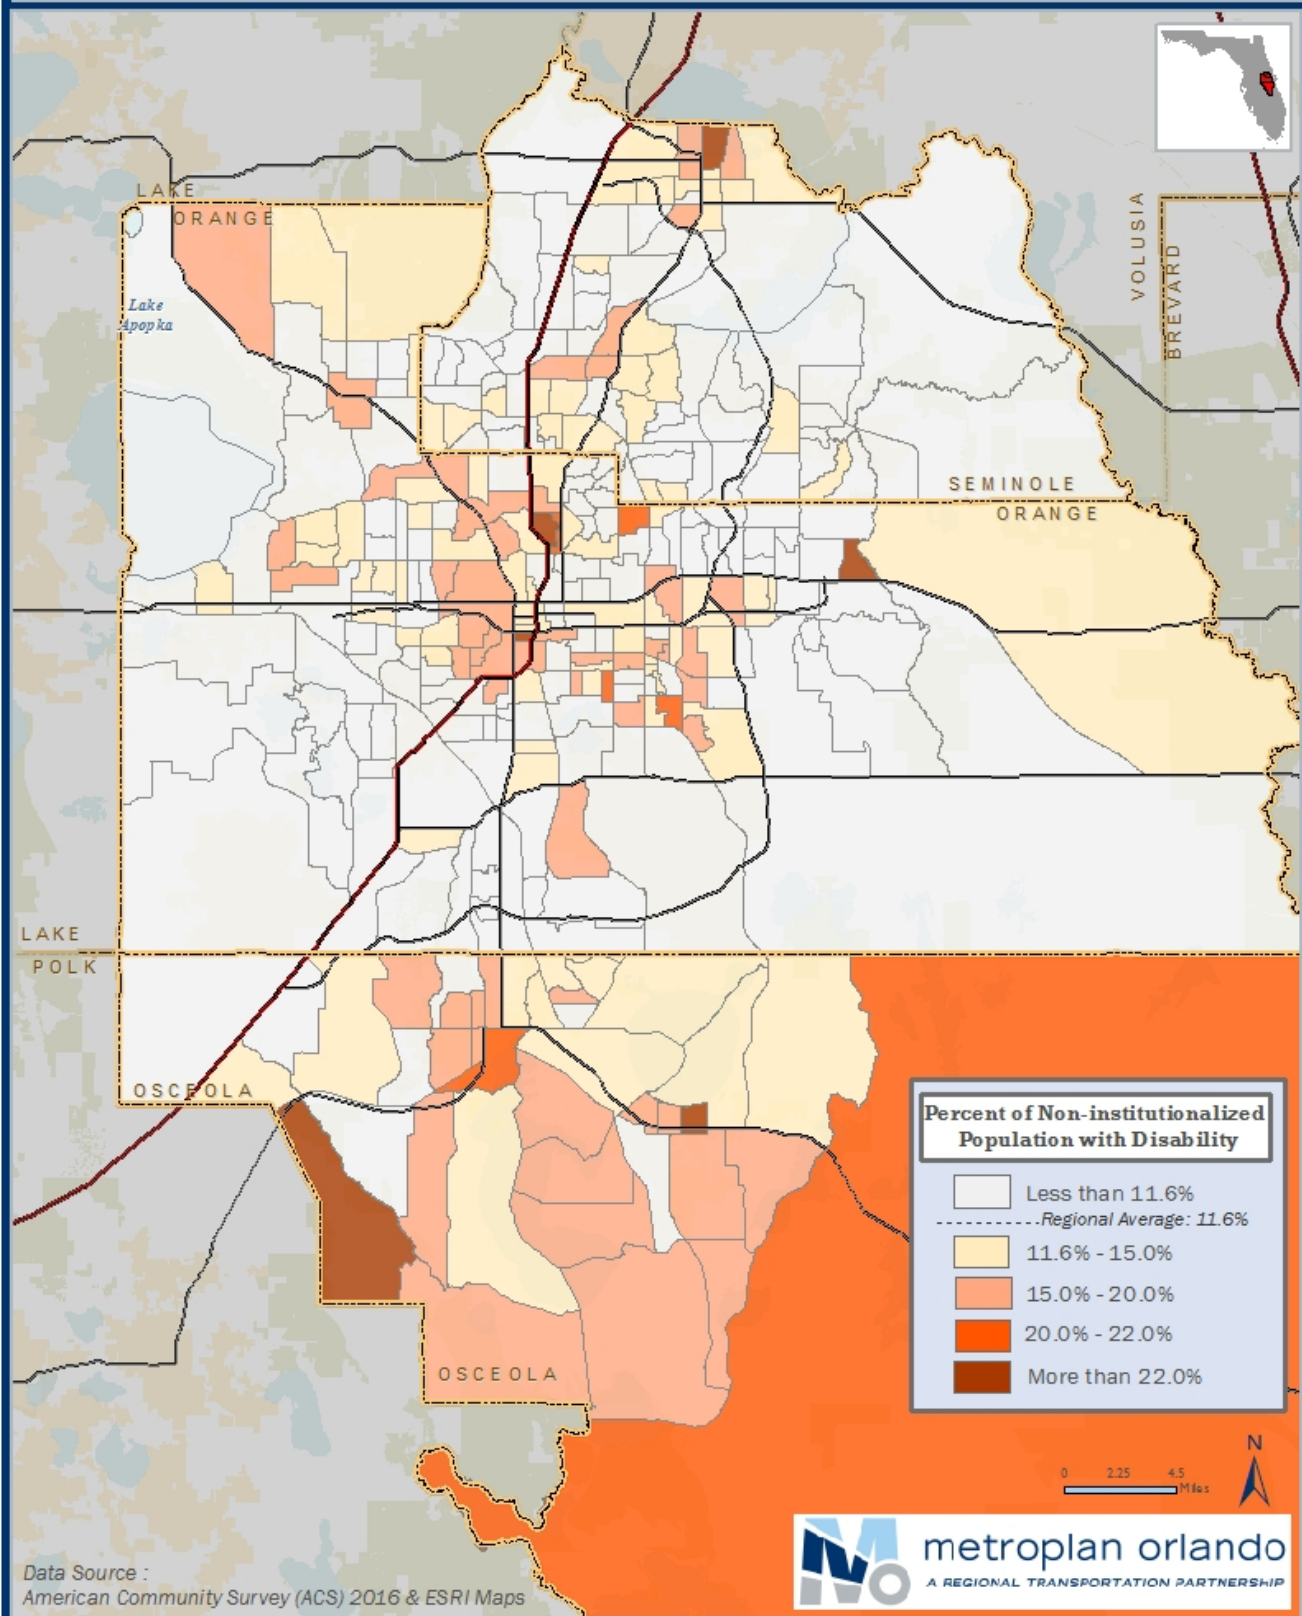 LAKE
ORANGE
VOLUSIA
BREVARD
Lake
Apopka
SEMINOLE
ORANGE
LAKE
POLK
OSCEOLA
Percent of Non-institutionalized
Population with Disability
Less than 11.6%
Regional Average: 11.6%
11.6% - 15.0%
15.0% - 20.0%
20.0% - 22.0%
More than 22.0%
OSCEOLA
N
0 2.25 4.5
Miles
metroplan orlando
A REGIONAL TRANSPORTATION PARTNERSHIP
Data Source :
American Community Survey (ACS) 2016 & ESRI Maps